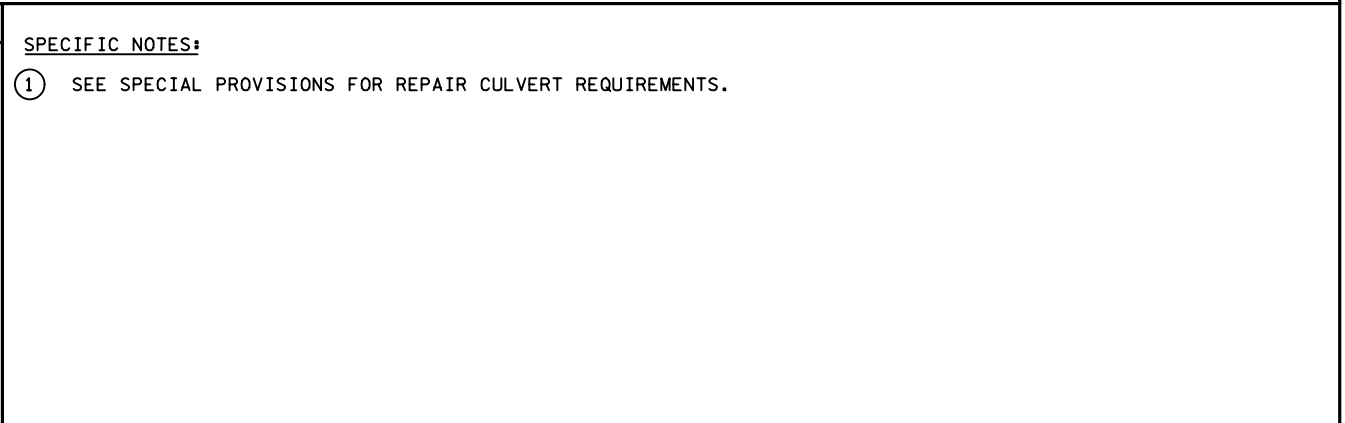 SPECIFIC NOTES:
1 SEE SPECIAL PROVISIONS FOR REPAIR CULVERT REQUIREMENTS.